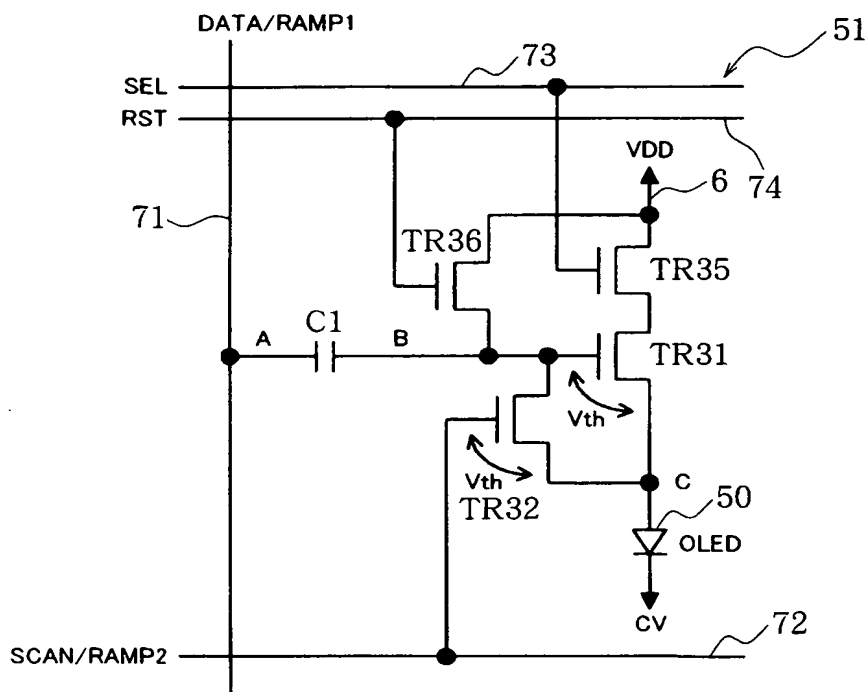 DATA/RAMP1
51
73
SEL
RST
VDD
74
6
71
TR36
TR35
C1
A
B
TR31
Vth
Vth
C
TR32
50
OLED
CV
72
SCAN/RAMP2